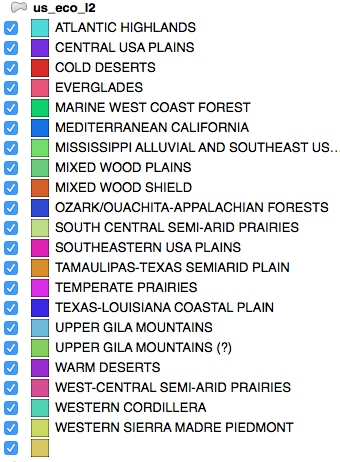 us_eco_l2
ATLANTIC HIGHLANDS
CENTRAL USA PLAINS
COLD DESERTS
EVERGLADES
MARINE WEST COAST FOREST
MEDITERRANEAN CALIFORNIA
MISSISSIPPI ALLUVIAL AND SOUTHEAST US…
MIXED WOOD PLAINS
MIXED WOOD SHIELD
OZARK/OUACHITA-APPALACHIAN FORESTS
SOUTH CENTRAL SEMI-ARID PRAIRIES
SOUTHEASTERN USA PLAINS
TAMAULIPAS-TEXAS SEMIARID PLAIN
TEMPERATE PRAIRIES
TEXAS-LOUISIANA COASTAL PLAIN
UPPER GILA MOUNTAINS
UPPER GILA MOUNTAINS (?)
WARM DESERTS
WEST-CENTRAL SEMI-ARID PRAIRIES
WESTERN CORDILLERA
WESTERN SIERRA MADRE PIEDMONT